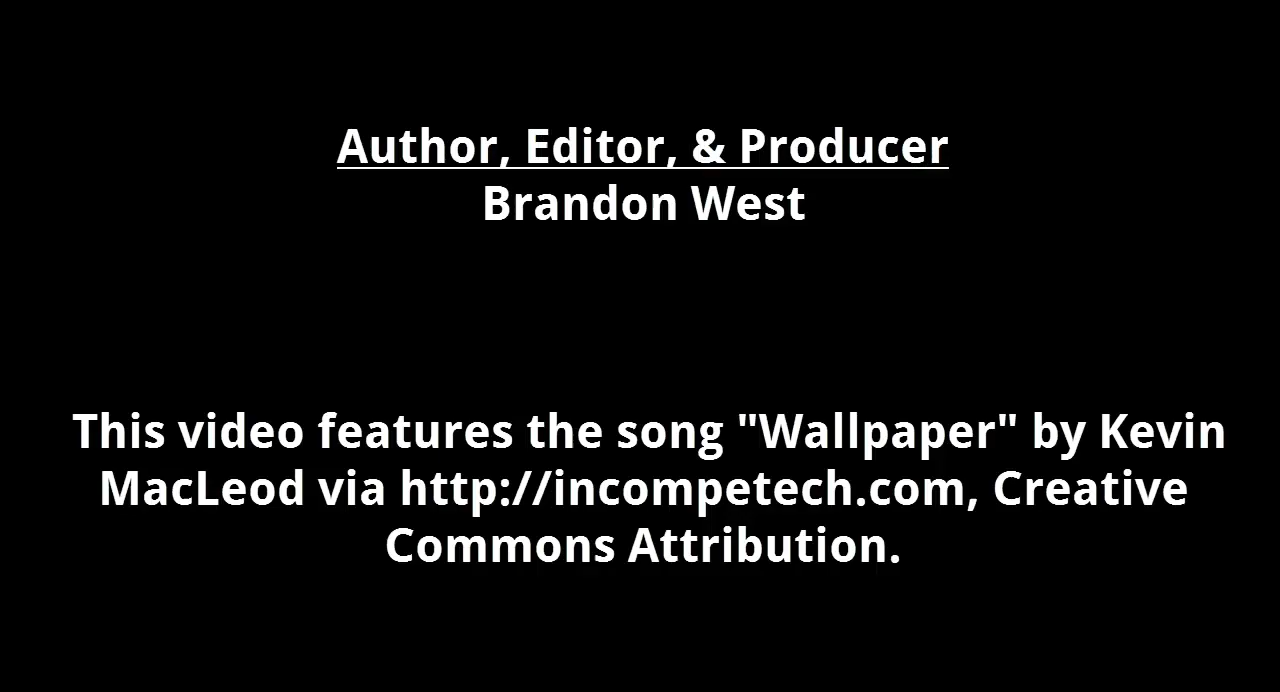 Author, Editor, & Producer
Brandon West
This video features the song "Wallpaper" by Kevin
MacLeod via http://incompetech.com, Creative
Commons Attribution.